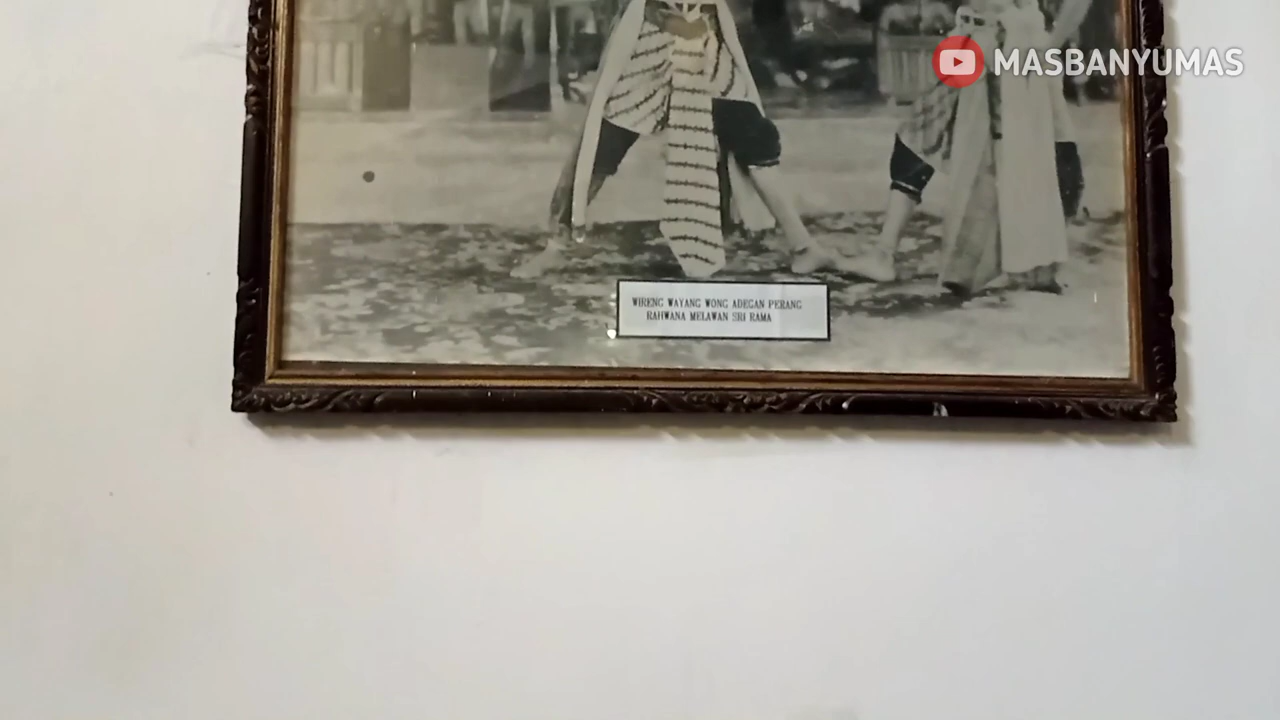 MASBANYUMAS
WIRENG WAYANG WONG ADEGAN PERANG
RAHWANA MELAWAN SRI RAMA